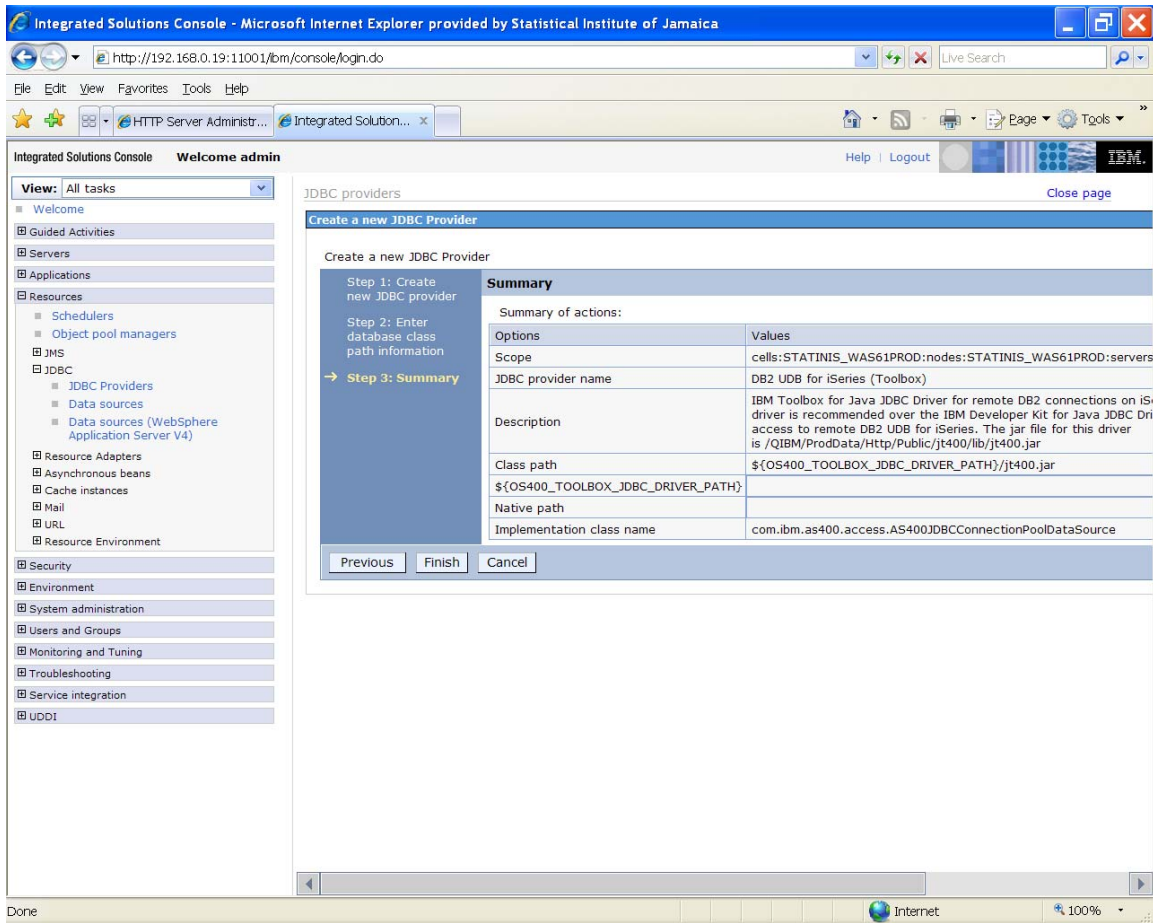 Integrated Solutions Console - Microsoft Internet Explorer provided by Statistical Institute of Jamaica
http://192.168.0.19:11001/ibm/console/login.do
Live Search
File Edit View Favorites Tools Help
HTTP Server Administr...
Integrated Solution...
Page
Tools
Integrated Solutions Console Welcome admin
Help | Logout
IBM.
View: All tasks
Welcome
Guided Activities
Servers
Applications
Resources
Schedulers
Object pool managers
JMS
JDBC
JDBC Providers
Data sources
Data sources (WebSphere
Application Server V4)
Resource Adapters
Asynchronous beans
Cache instances
Mail
URL
Resource Environment
Security
Environment
System administration
Users and Groups
Monitoring and Tuning
Troubleshooting
Service integration
UDDI
JDBC providers
Close page
Create a new JDBC Provider
Create a new JDBC Provider
Step 1: Create
new JDBC provider
Step 2: Enter
database class
path information
→ Step 3: Summary
Summary
Summary of actions:
Options Values
Scope cells:STATINIS_WAS61PROD:nodes:STATINIS_WAS61PROD:servers
JDBC provider name DB2 UDB for iSeries (Toolbox)
Description
IBM Toolbox for Java JDBC Driver for remote DB2 connections on iSe
driver is recommended over the IBM Developer Kit for Java JDBC Dri
access to remote DB2 UDB for iSeries. The jar file for this driver
is /QIBM/ProdData/Http/Public/jt400/lib/jt400.jar
Class path ${OS400_TOOLBOX_JDBC_DRIVER_PATH}/jt400.jar
${OS400_TOOLBOX_JDBC_DRIVER_PATH}
Native path
Implementation class name com.ibm.as400.access.AS400JDBCConnectionPoolDataSource
Previous Finish Cancel
Done
Internet
100%